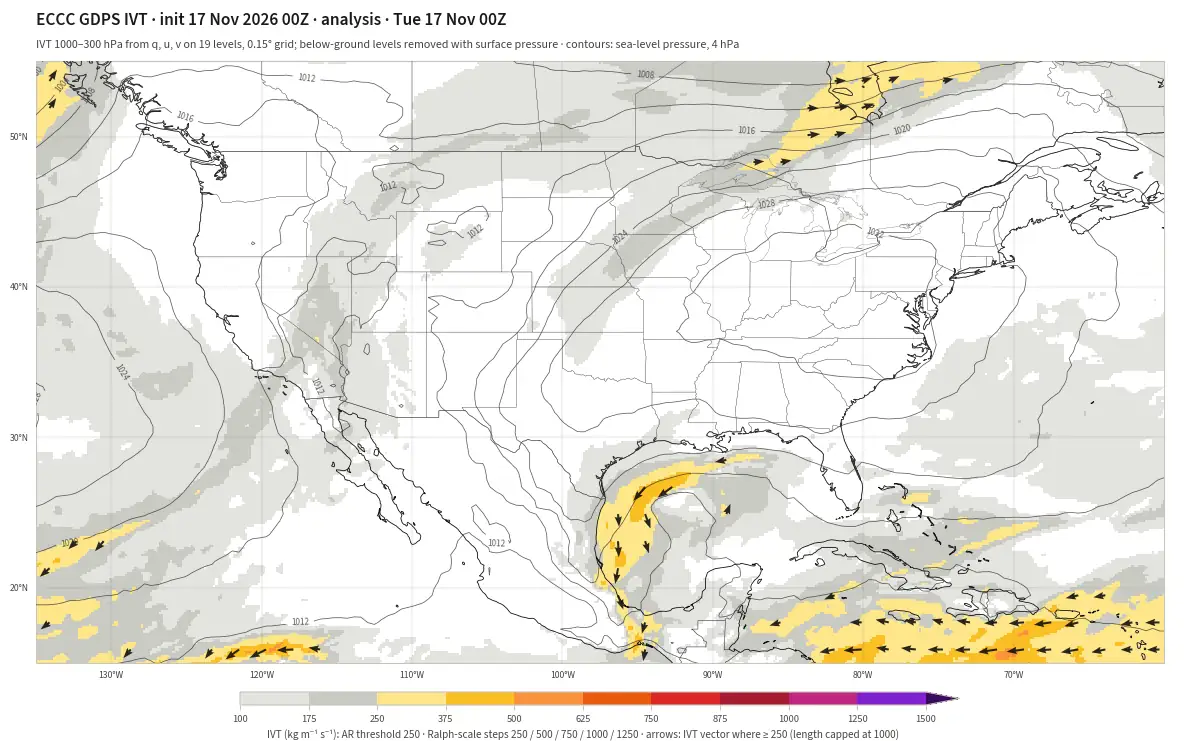 ECCC GDPS IVT · init 17 Nov 2026 00Z · analysis · Tue 17 Nov 00Z
IVT 1000–300 hPa from q, u, v on 19 levels, 0.15° grid; below-ground levels removed with surface pressure · contours: sea-level pressure, 4 hPa
1012
1008
1016
1016
1020
50°N
1012
1028
1012
1024
40°N
1024
1012
30°N
1020
1012
20°N
1012
130°W 120°W 110°W 100°W 90°W 80°W 70°W
100 175 250 375 500 625 750 875 1000 1250 1500
IVT (kg m⁻¹ s⁻¹): AR threshold 250 · Ralph-scale steps 250 / 500 / 750 / 1000 / 1250 · arrows: IVT vector where ≥ 250 (length capped at 1000)